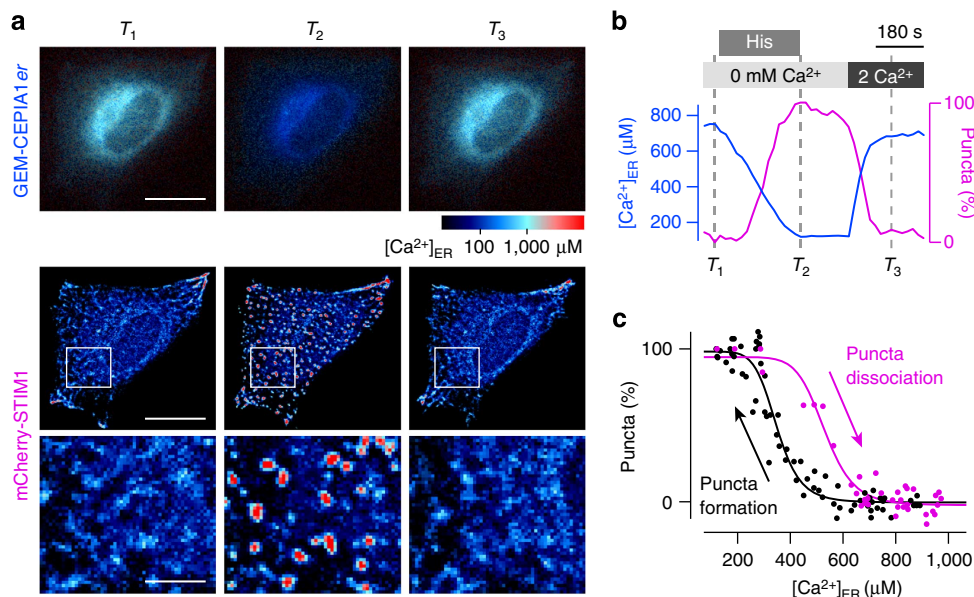 a
T1
T2
T3
GEM-CEPIA1er
[Ca2+]ER 100 1,000 μM
mCherry-STIM1
b
180 s
His
0 mM Ca2+
2 Ca2+
[Ca2+]ER (μM)
800
600
400
200
100
0
Puncta (%)
T1
T2
T3
c
Puncta (%)
100
0
Puncta
dissociation
Puncta
formation
200
400
600
800
1,000
[Ca2+]ER (μM)